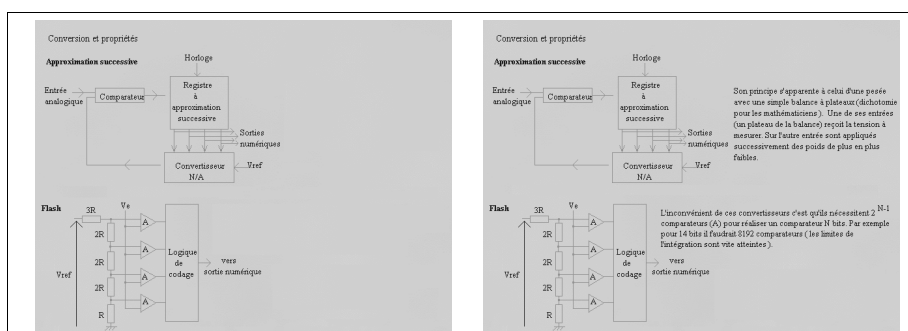 Conversion et propriétés
Approximation successive
Horloge
Entrée
analogique
Comparateur
Registre
à
approximation
successive
Sorties
numériques
Convertisseur
N/A
Vref
Flash
3R
Ve
2R
2R
2R
R
Vref
A
A
A
A
Logique
de
codage
vers
sortie numérique
Conversion et propriétés
Approximation successive
Horloge
Entrée
analogique
Comparateur
Registre
à
approximation
successive
Sorties
numériques
Convertisseur
N/A
Vref
Son principe s'apparente à celui d'une pesée
avec une simple balance à plateaux (dichotomie
pour les mathématiciens ). Une de ses entrées
(un plateau de la balance) reçoit la tension à
mesurer. Sur l'autre entrée sont appliqués
successivement des poids de plus en plus
faibles.
Flash
3R
Ve
2R
2R
2R
R
Vref
A
A
A
A
Logique
de
codage
vers
sortie numérique
L'inconvénient de ces convertisseurs c'est qu'ils nécessitent 2 N-1
comparateurs (A) pour réaliser un comparateur N bits. Par exemple
pour 14 bits il faudrait 8192 comparateurs ( les limites de
l'intégration sont vite atteintes ).